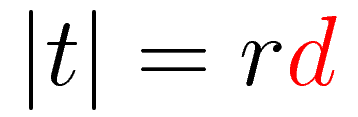 |t| = rd